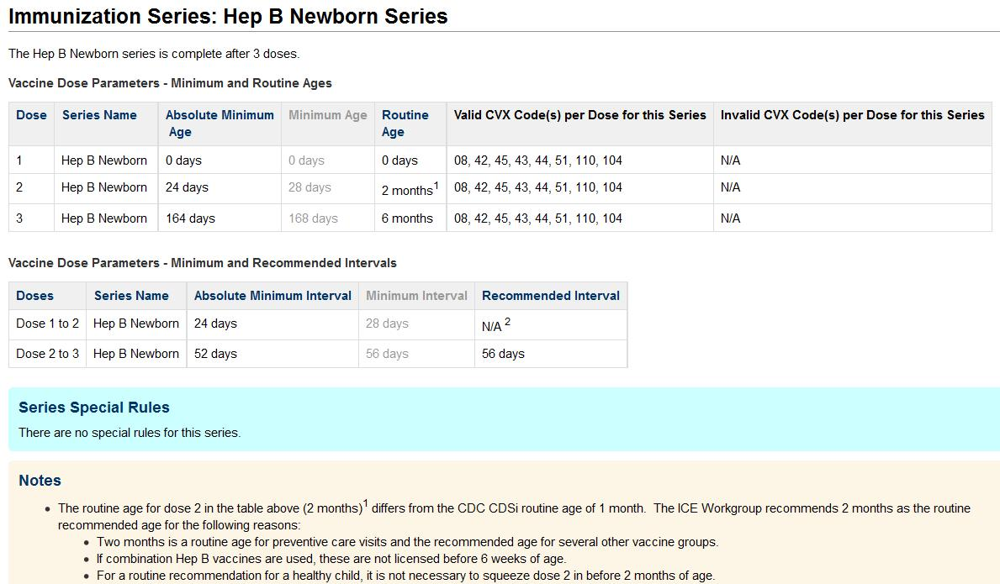 Immunization Series: Hep B Newborn Series
The Hep B Newborn series is complete after 3 doses.
Vaccine Dose Parameters - Minimum and Routine Ages
Dose Series Name Absolute Minimum Age Minimum Age Routine Age Valid CVX Code(s) per Dose for this Series Invalid CVX Code(s) per Dose for this Series
1 Hep B Newborn 0 days 0 days 0 days 08, 42, 45, 43, 44, 51, 110, 104 N/A
2 Hep B Newborn 24 days 28 days 2 months1 08, 42, 45, 43, 44, 51, 110, 104 N/A
3 Hep B Newborn 164 days 168 days 6 months 08, 42, 45, 43, 44, 51, 110, 104 N/A
Vaccine Dose Parameters - Minimum and Recommended Intervals
Doses Series Name Absolute Minimum Interval Minimum Interval Recommended Interval
Dose 1 to 2 Hep B Newborn 24 days 28 days N/A 2
Dose 2 to 3 Hep B Newborn 52 days 56 days 56 days
Series Special Rules
There are no special rules for this series.
Notes
• The routine age for dose 2 in the table above (2 months)1 differs from the CDC CDSi routine age of 1 month. The ICE Workgroup recommends 2 months as the routine
recommended age for the following reasons:
• Two months is a routine age for preventive care visits and the recommended age for several other vaccine groups.
• If combination Hep B vaccines are used, these are not licensed before 6 weeks of age.
• For a routine recommendation for a healthy child, it is not necessary to squeeze dose 2 in before 2 months of age.